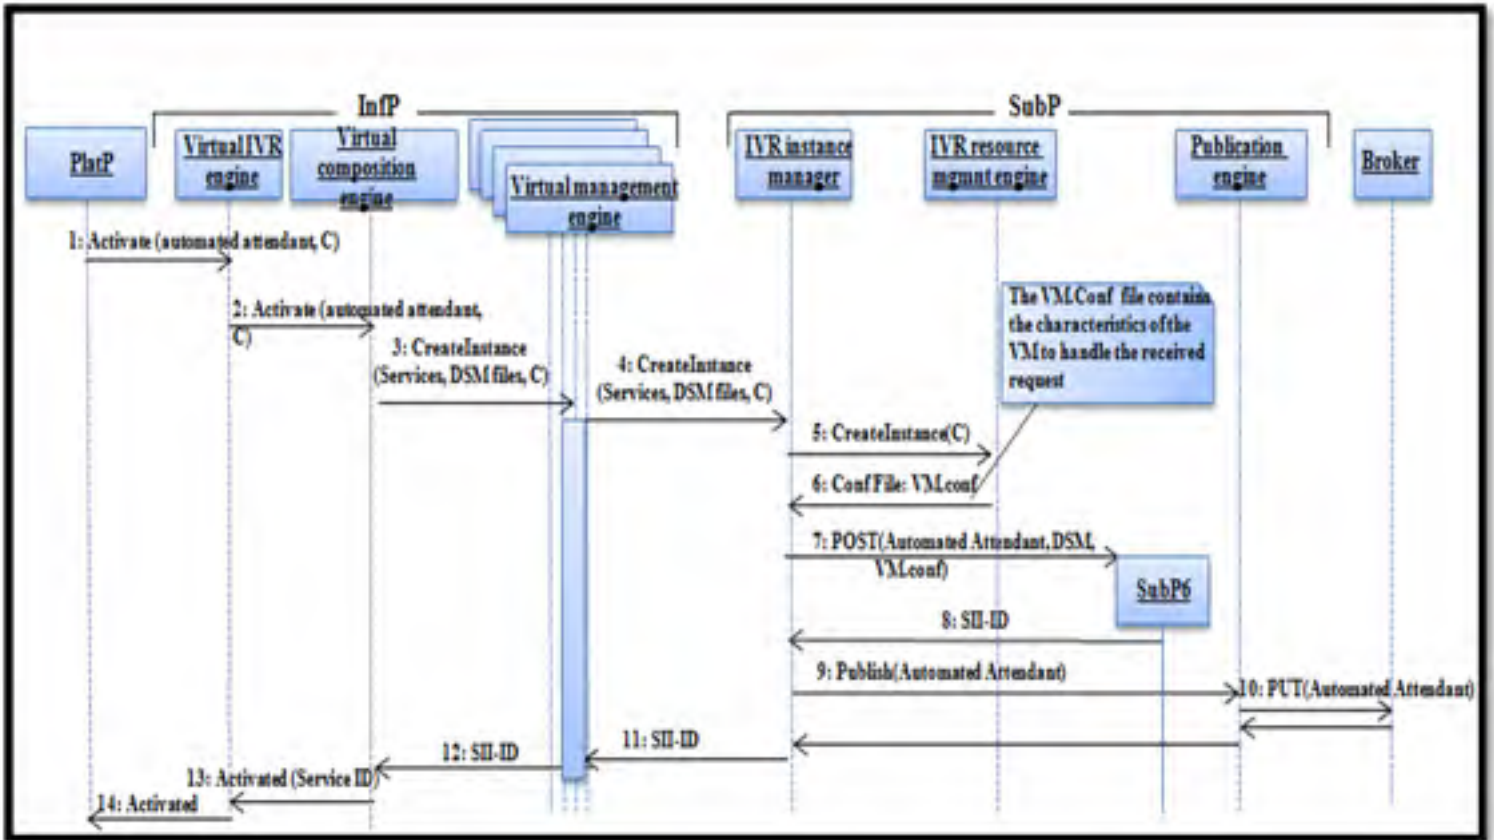 InfP
SubP
PlatP
Virtual IVR
engine
Virtual
composition
engine
Virtual management
engine
IVR instance
manager
IVR resource
mgmnt engine
Publication
engine
Broker
1: Activate (automated attendant, C)
2: Activate (automated attendant,
C)
3: CreateInstance
(Services, DSM files, C)
4: CreateInstance
(Services, DSM files, C)
The VM.Conf file contains
the characteristics of the
VM to handle the received
request
5: CreateInstance(C)
6: Conf File: VM.conf
7: POST(Automated Attendant, DSM,
VM.conf)
SubP6
8: SII-ID
9: Publish(Automated Attendant)
10: PUT(Automated Attendant)
11: SII-ID
12: SII-ID
13: Activated (Service ID)
14: Activated